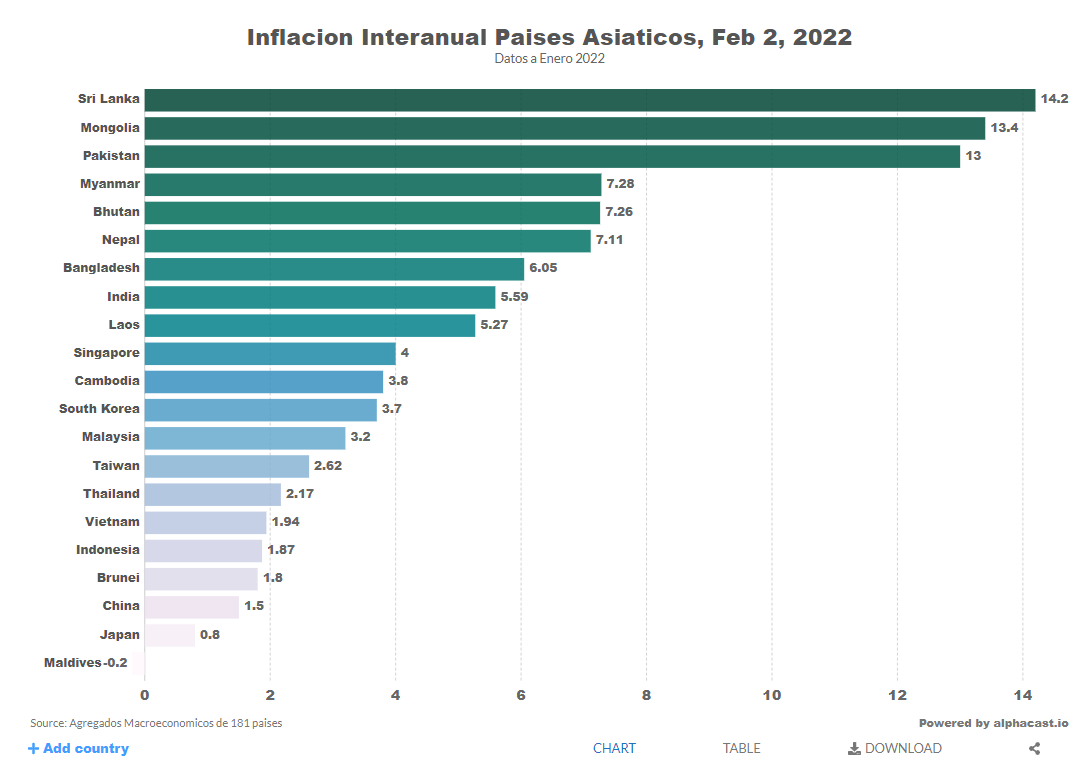 Inflacion Interanual Paises Asiaticos, Feb 2, 2022
Datos a Enero 2022
Sri Lanka 14.2
Mongolia 13.4
Pakistan 13
Myanmar 7.28
Bhutan 7.26
Nepal 7.11
Bangladesh 6.05
India 5.59
Laos 5.27
Singapore 4
Cambodia 3.8
South Korea 3.7
Malaysia 3.2
Taiwan 2.62
Thailand 2.17
Vietnam 1.94
Indonesia 1.87
Brunei 1.8
China 1.5
Japan 0.8
Maldives -0.2
0 2 4 6 8 10 12 14
Source: Agregados Macroeconomicos de 181 paises Powered by alphacast.io
+ Add country CHART TABLE DOWNLOAD